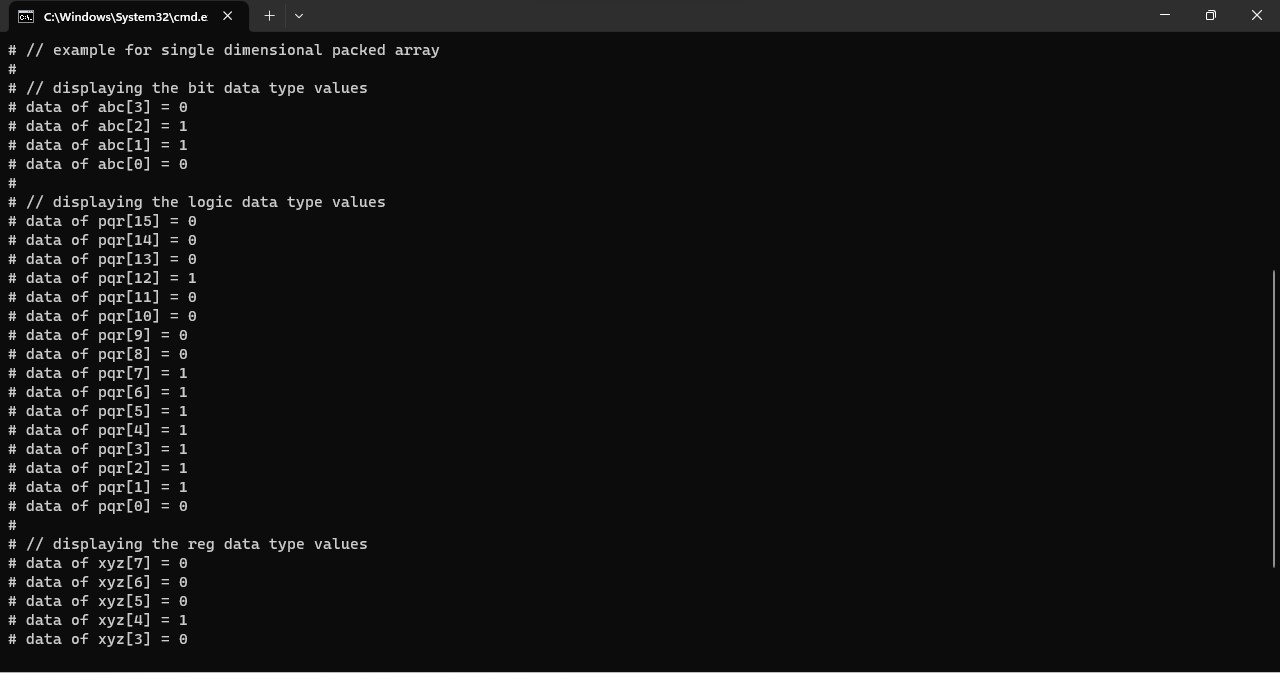 C:\Windows\System32\cmd.e
# // example for single dimensional packed array
#
# // displaying the bit data type values
# data of abc[3] = 0
# data of abc[2] = 1
# data of abc[1] = 1
# data of abc[0] = 0
#
# // displaying the logic data type values
# data of pqr[15] = 0
# data of pqr[14] = 0
# data of pqr[13] = 0
# data of pqr[12] = 1
# data of pqr[11] = 0
# data of pqr[10] = 0
# data of pqr[9] = 0
# data of pqr[8] = 0
# data of pqr[7] = 1
# data of pqr[6] = 1
# data of pqr[5] = 1
# data of pqr[4] = 1
# data of pqr[3] = 1
# data of pqr[2] = 1
# data of pqr[1] = 1
# data of pqr[0] = 0
#
# // displaying the reg data type values
# data of xyz[7] = 0
# data of xyz[6] = 0
# data of xyz[5] = 0
# data of xyz[4] = 1
# data of xyz[3] = 0